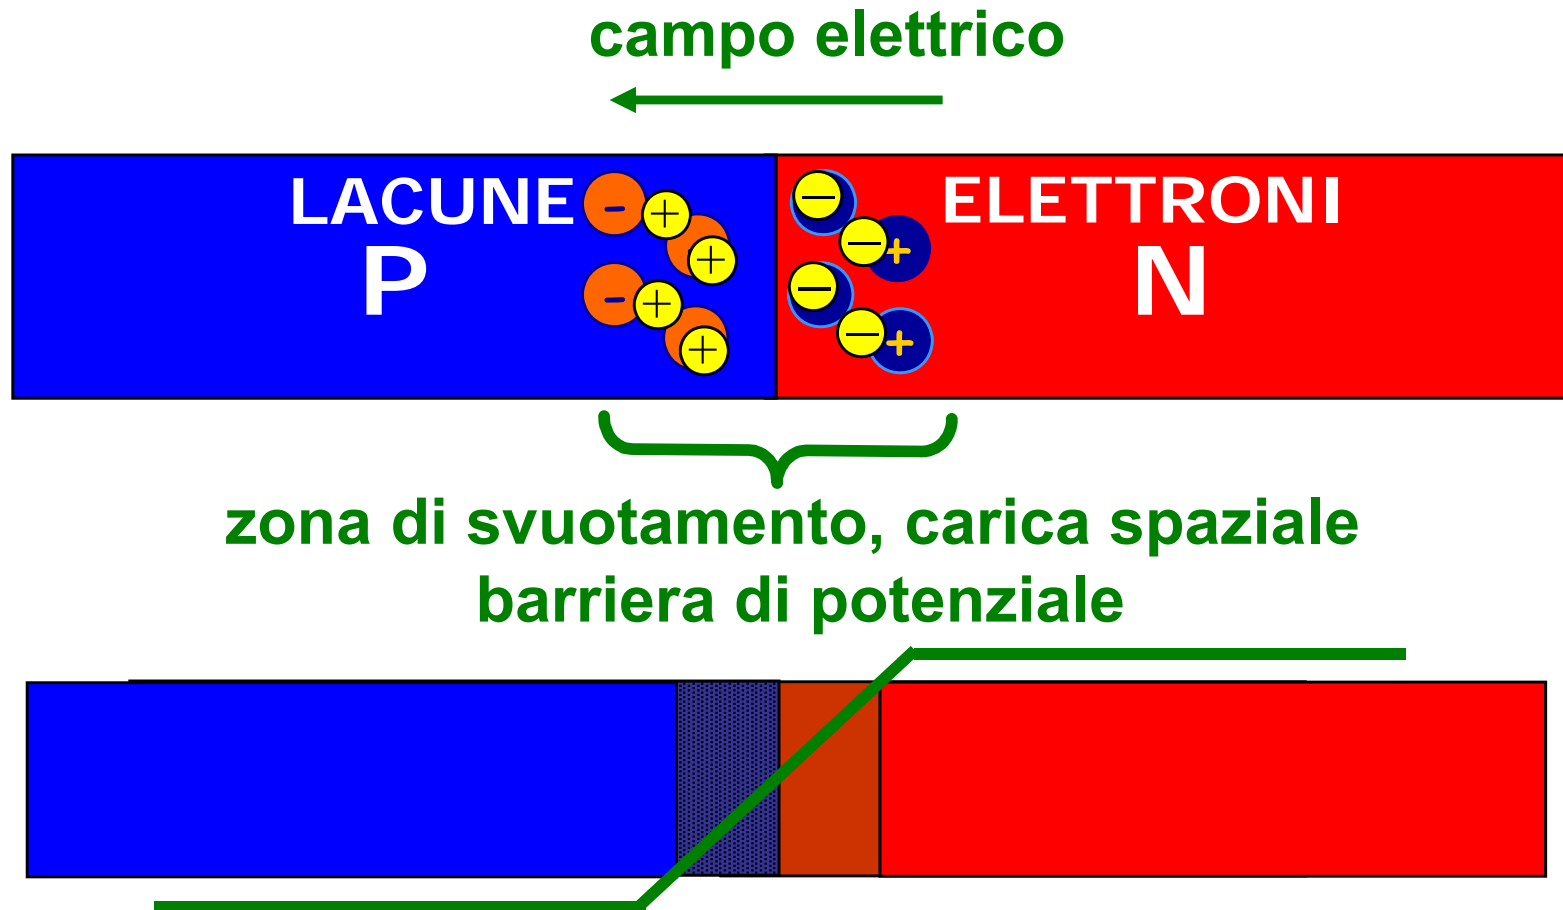 campo elettrico
LACUNE
P
- + + - + +
ELETTRONI
N
− − + − − +
zona di svuotamento, carica spaziale
barriera di potenziale